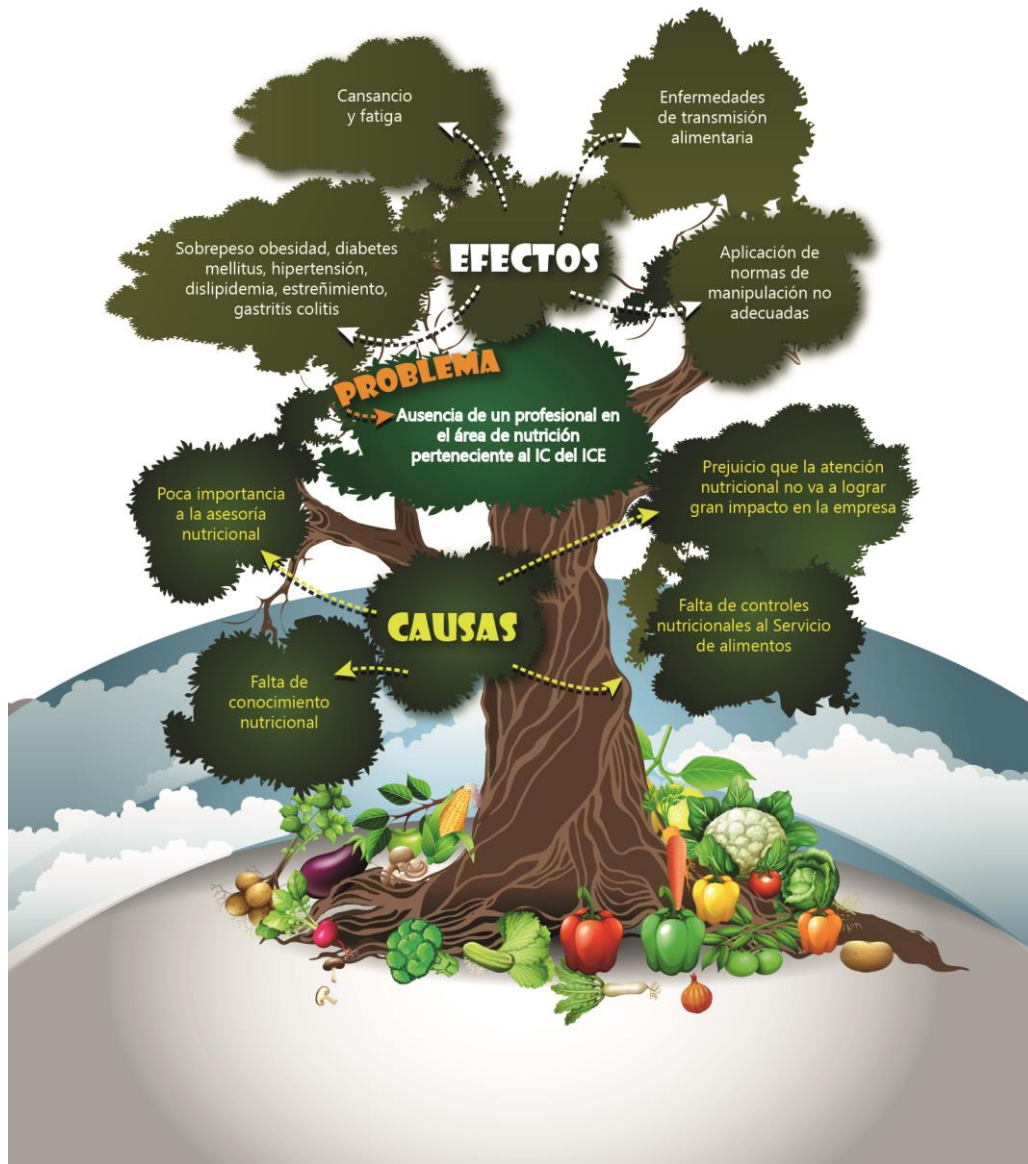 Cansancio
y fatiga
Enfermedades
de transmisión
alimentaria
Sobrepeso obesidad, diabetes
mellitus, hipertensión,
dislipidemia, estreñimiento,
gastritis colitis
EFECTOS
Aplicación de
normas de
manipulación no
adecuadas
PROBLEMA
Ausencia de un profesional en
el área de nutrición
perteneciente al IC del ICE
Poca importancia
a la asesoría
nutricional
Prejuicio que la atención
nutricional no va a lograr
gran impacto en la empresa
CAUSAS
Falta de
conocimiento
nutricional
Falta de controles
nutricionales al Servicio
de alimentos